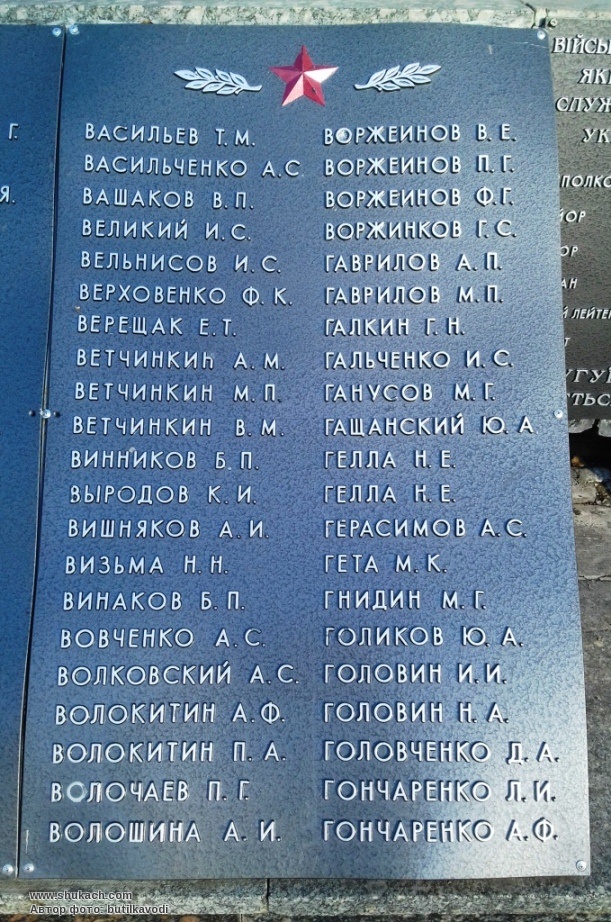 Г.
Я.
ВАСИЛЬЕВ Т. М.
ВАСИЛЬЧЕНКО А. С
ВАШАКОВ В. П.
ВЕЛИКИЙ И. С.
ВЕЛЬНИСОВ И. С.
ВЕРХОВЕНКО Ф. К.
ВЕРЕЩАК Е. Т.
ВЕТЧИНКИН А. М.
ВЕТЧИНКИН М. П.
ВЕТЧИНКИН В. М.
ВИННИКОВ Б. П.
ВЫРОДОВ К. И.
ВИШНЯКОВ А. И.
ВИЗЬМА Н. Н.
ВИНАКОВ Б. П.
ВОВЧЕНКО А. С.
ВОЛКОВСКИЙ А. С.
ВОЛОКИТИН А. Ф.
ВОЛОКИТИН П. А.
ВОЛОЧАЕВ П. Г.
ВОЛОШИНА А. И.
ВОРЖЕИНОВ В. Е.
ВОРЖЕИНОВ П. Г.
ВОРЖЕИНОВ Ф. Г.
ВОРЖИНКОВ Г. С.
ГАВРИЛОВ А. П.
ГАВРИЛОВ М. П.
ГАЛКИН Г. Н.
ГАЛЬЧЕНКО И. С.
ГАНУСОВ М. Г.
ГАЩАНСКИЙ Ю. А.
ГЕЛЛА Н. Е.
ГЕЛЛА Н. Е.
ГЕРАСИМОВ А. С.
ГЕТА М. К.
ГНИДИН М. Г.
ГОЛИКОВ Ю. А.
ГОЛОВИН И. И.
ГОЛОВИН Н. А.
ГОЛОВЧЕНКО Д. А.
ГОНЧАРЕНКО Л. И.
ГОНЧАРЕНКО А. Ф.
www.shukach.com
Автор фото: butilkavodi